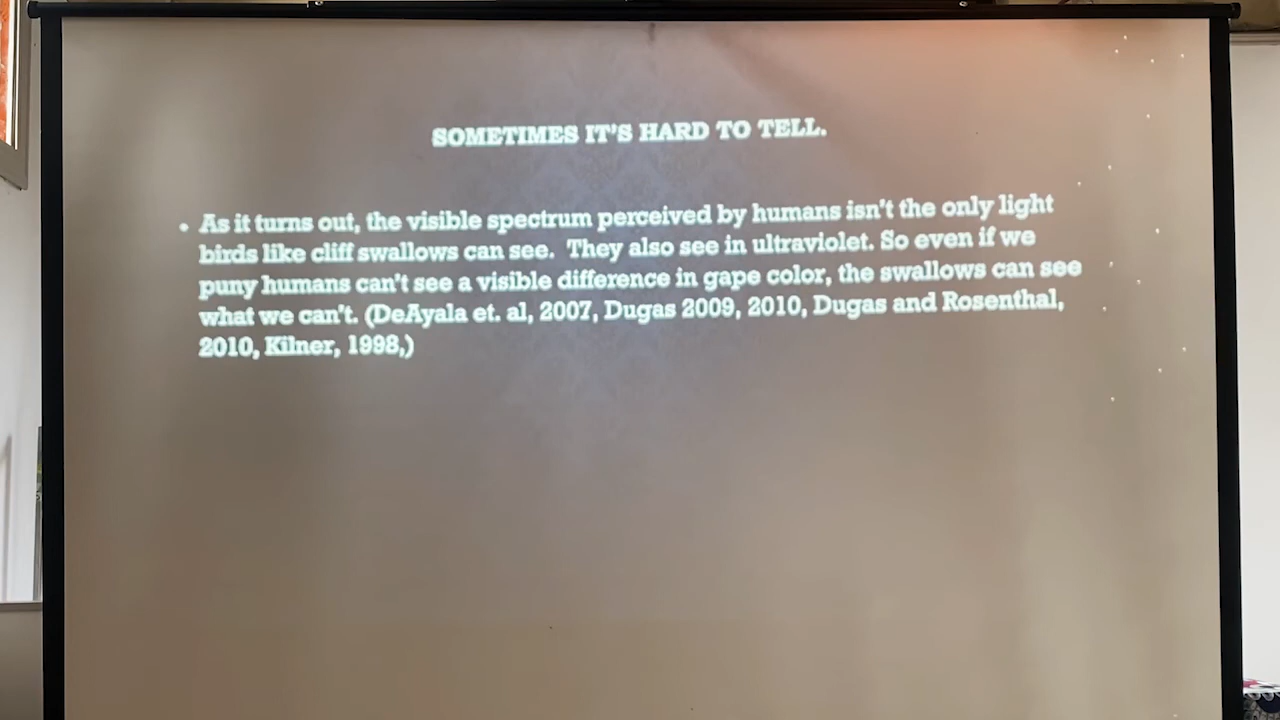 SOMETIMES IT'S HARD TO TELL.
• As it turns out, the visible spectrum perceived by humans isn't the only light
birds like cliff swallows can see. They also see in ultraviolet. So even if we
puny humans can't see a visible difference in gape color, the swallows can see
what we can't. (DeAyala et. al, 2007, Dugas 2009, 2010, Dugas and Rosenthal,
2010, Kilner, 1998,)